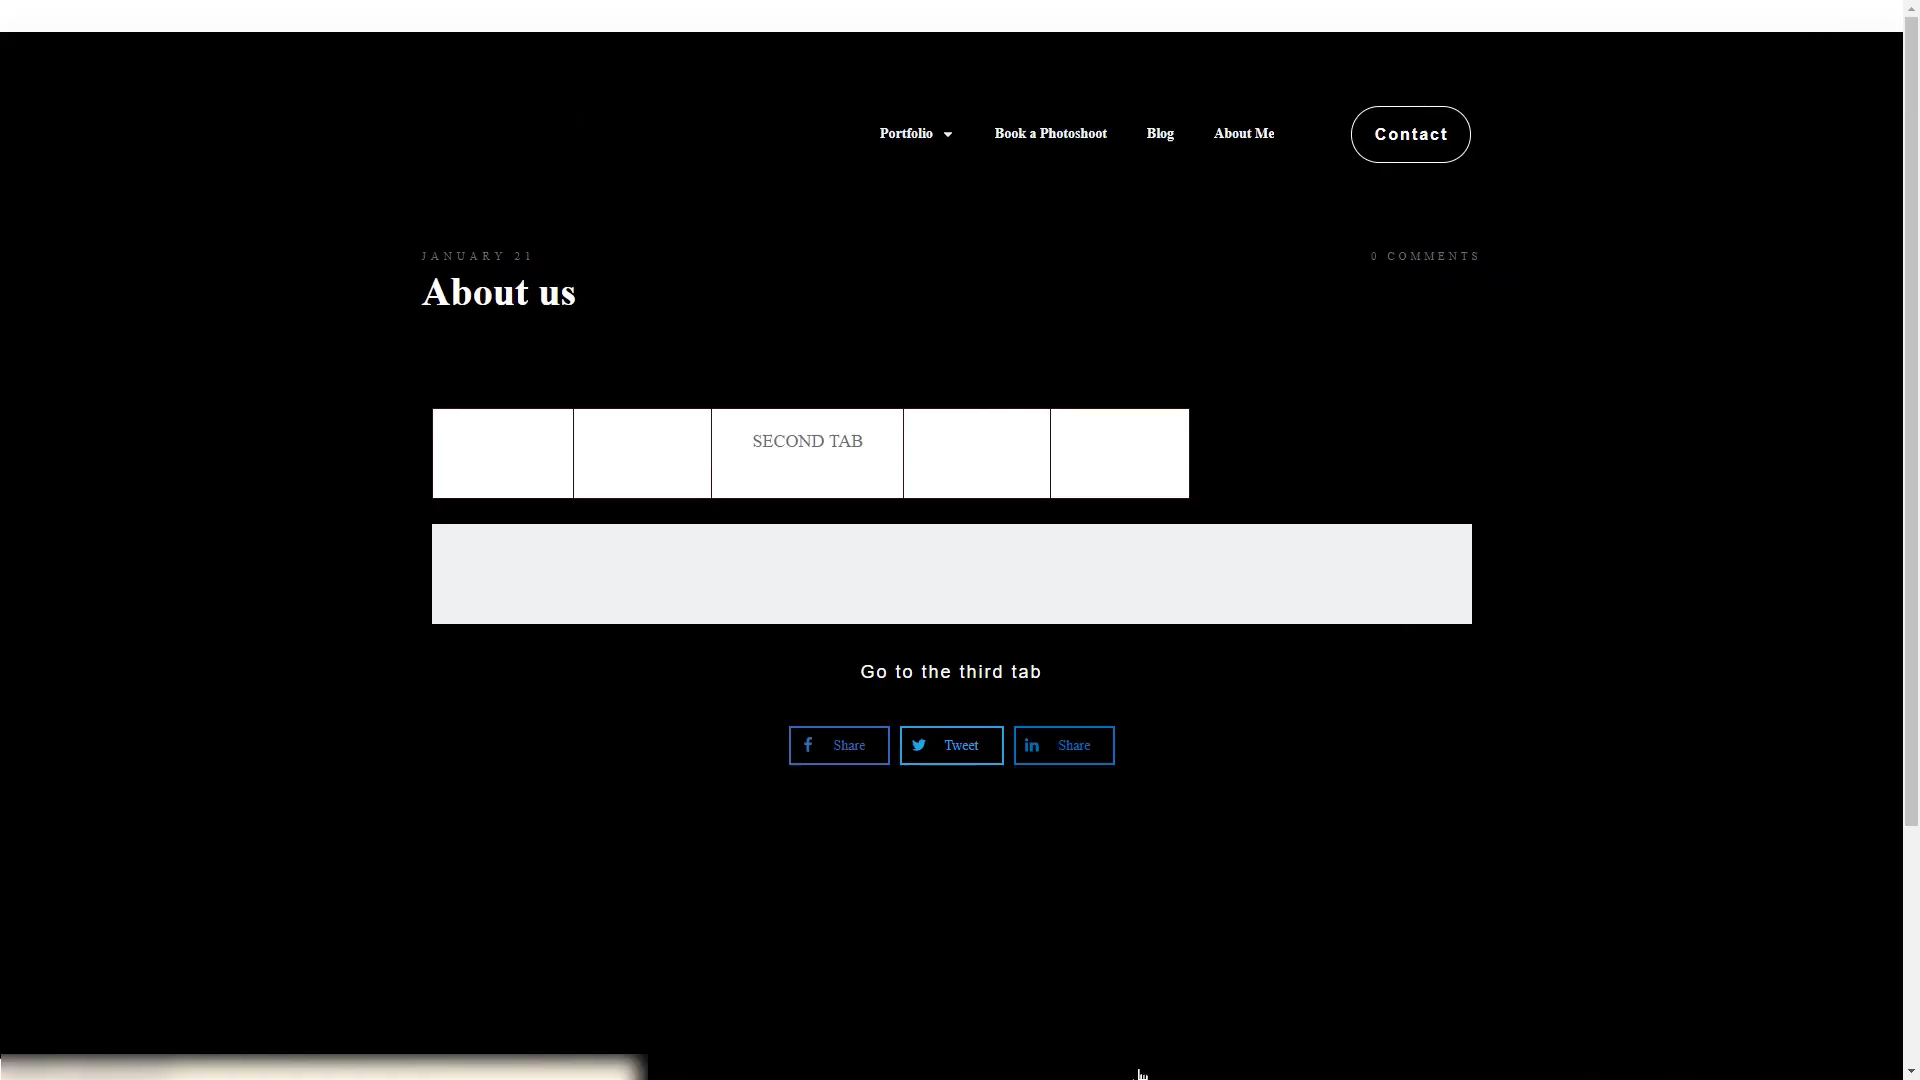 Portfolio Book a Photoshoot Blog About Me Contact
JANUARY 21 0 COMMENTS
About us
SECOND TAB
Go to the third tab
Share Tweet Share